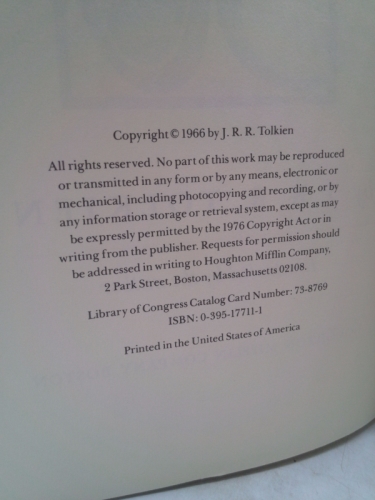 Copyright © 1966 by J. R. R. Tolkien
All rights reserved. No part of this work may be reproduced
or transmitted in any form or by any means, electronic or
mechanical, including photocopying and recording, or by
any information storage or retrieval system, except as may
be expressly permitted by the 1976 Copyright Act or in
writing from the publisher. Requests for permission should
be addressed in writing to Houghton Mifflin Company,
2 Park Street, Boston, Massachusetts 02108.
Library of Congress Catalog Card Number: 73-8769
ISBN: 0-395-17711-1
Printed in the United States of America